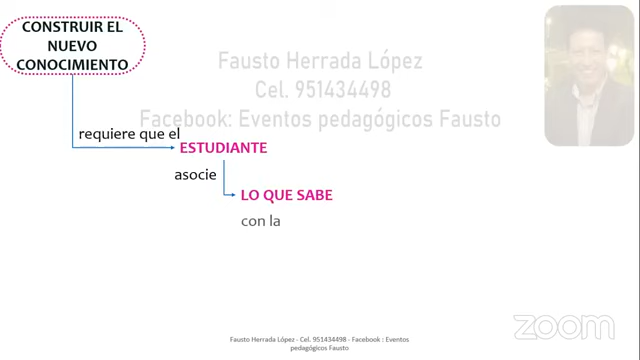 CONSTRUIR EL
NUEVO
CONOCIMIENTO
Fausto Herrada López
Cel. 951434498
Facebook: Eventos pedagógicos Fausto
requiere que el
ESTUDIANTE
asocie
LO QUE SABE
con la
zoom
Fausto Herrada López - Cel. 951434498 - Facebook : Eventos
pedagógicos Fausto